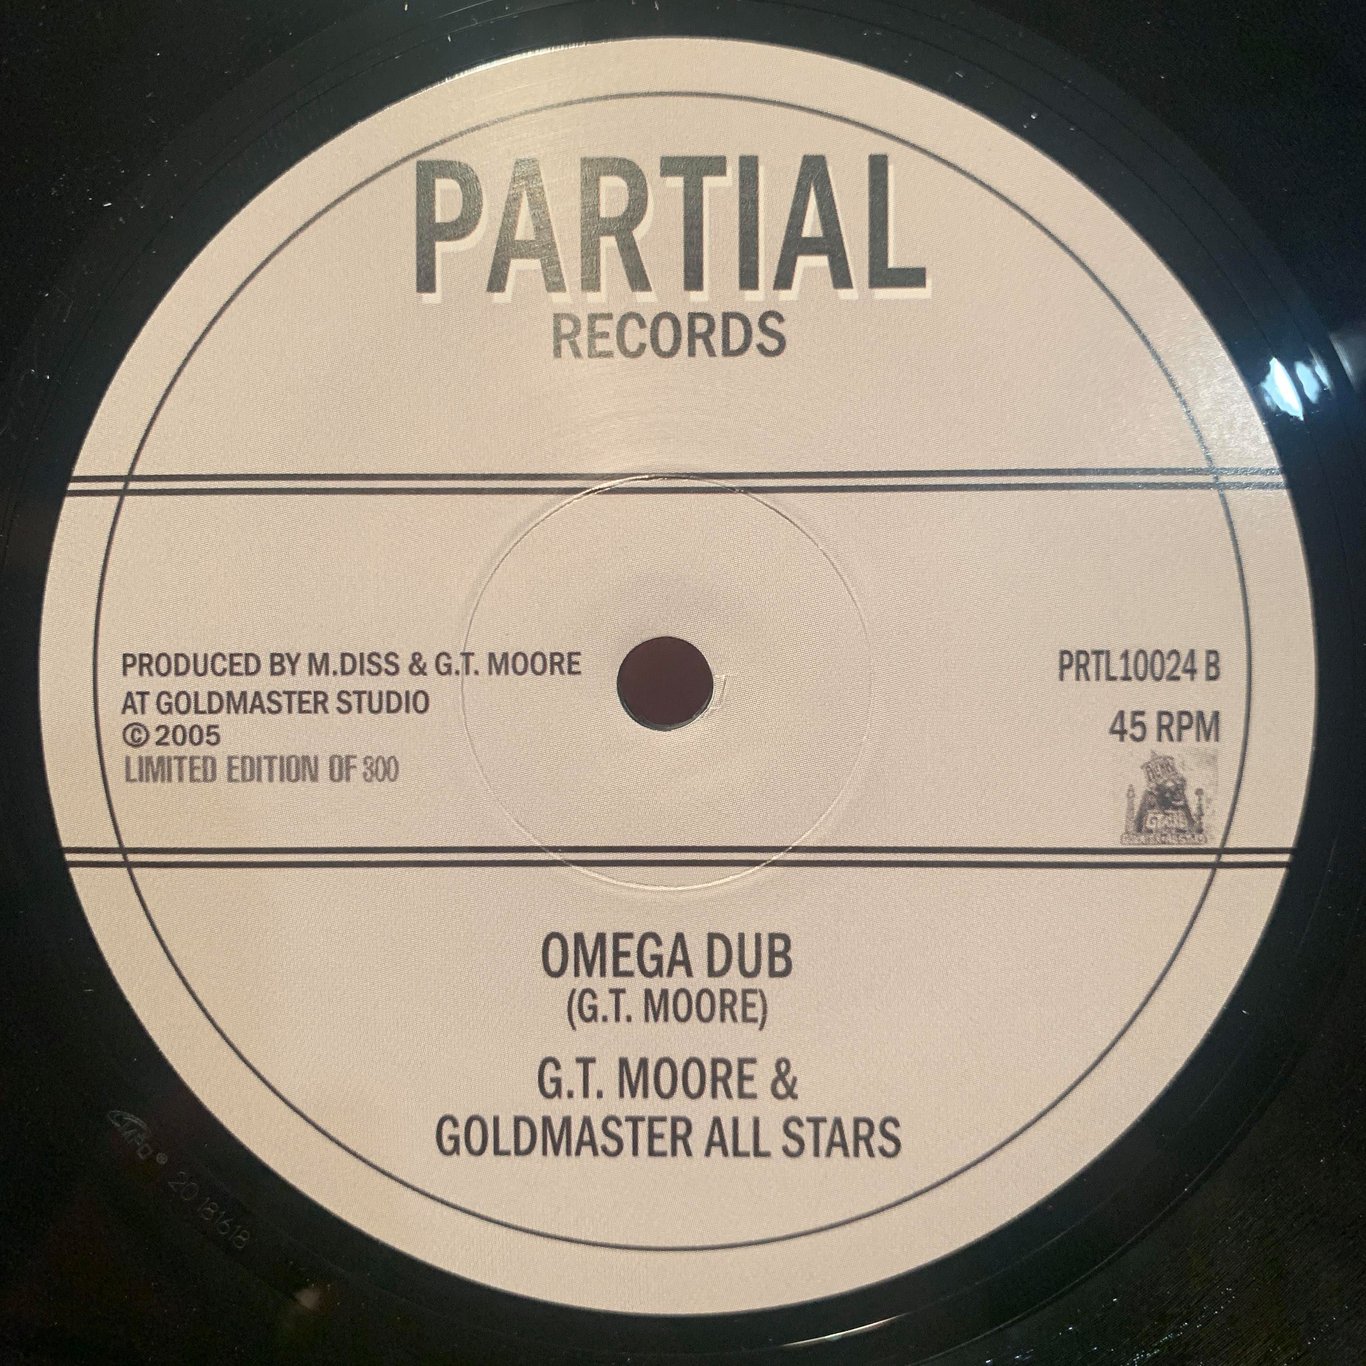 PARTIAL
RECORDS
PRODUCED BY M.DISS & G.T. MOORE
AT GOLDMASTER STUDIO
© 2005
LIMITED EDITION OF 300
PRTL10024 B
45 RPM
OMEGA DUB
(G.T. MOORE)
G.T. MOORE &
GOLDMASTER ALL STARS